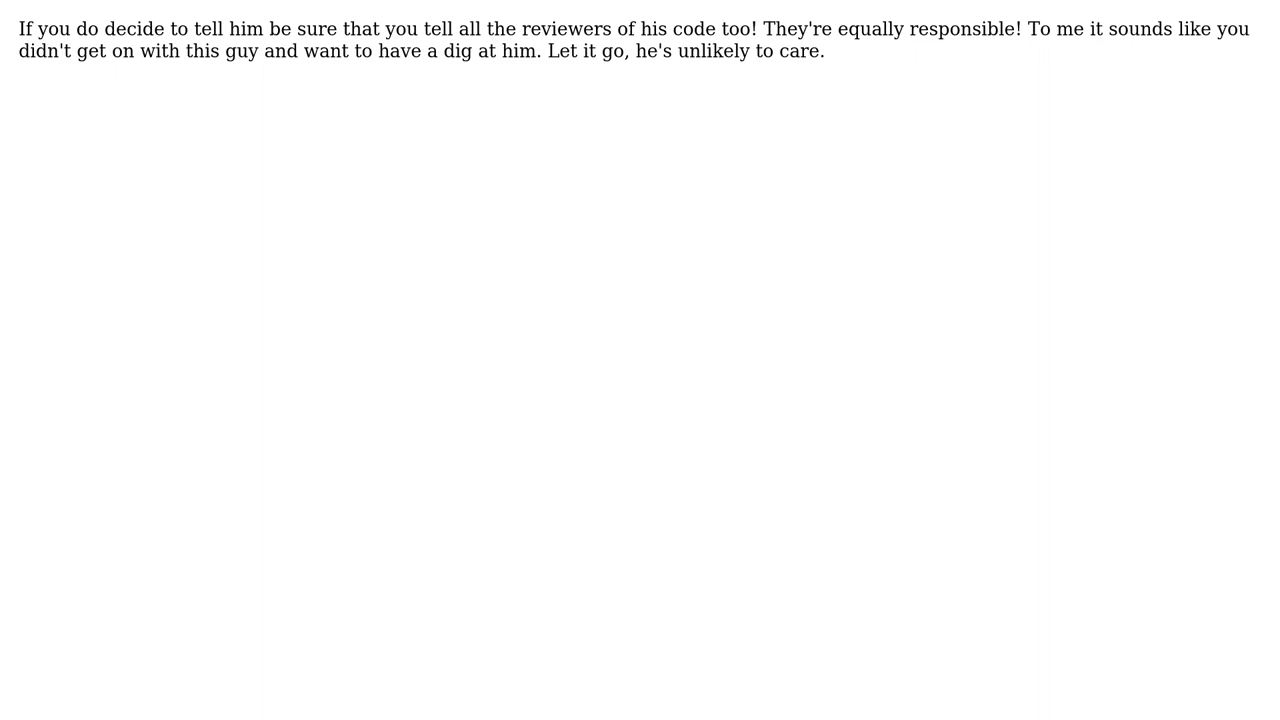 If you do decide to tell him be sure that you tell all the reviewers of his code too! They're equally responsible! To me it sounds like you
didn't get on with this guy and want to have a dig at him. Let it go, he's unlikely to care.